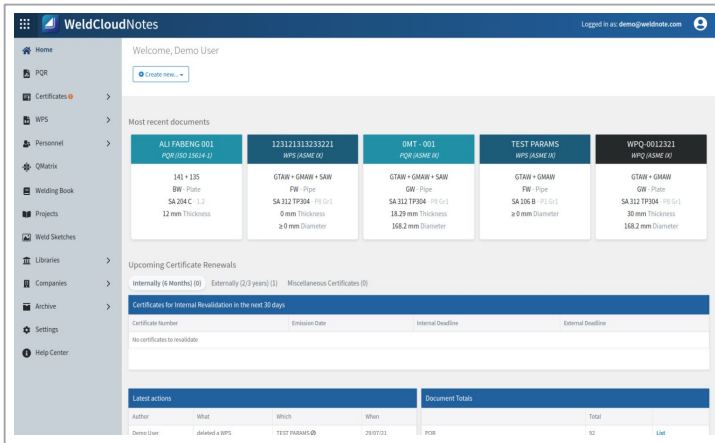 WeldCloudNotes
Logged in as: demo@weldnote.com
Home
PQR
Certificates
WPS
Personnel
QMatrix
Welding Book
Projects
Weld Sketches
Libraries
Companies
Archive
Settings
Help Center
Welcome, Demo User
Create new...
Most recent documents
ALI FABENG 001
PQR (ISO 15614-1)
141 + 135
BW - Plate
SA 204 C - 1.2
12 mm Thickness
123121313233221
WPS (ASME IX)
GTAW + GMAW + SAW
FW - Pipe
SA 312 TP304 - P8 Gr1
0 mm Thickness
≥ 0 mm Diameter
OMT - 001
PQR (ASME IX)
GTAW + GMAW + SAW
GW - Pipe
SA 312 TP304 - P8 Gr1
18.29 mm Thickness
168.2 mm Diameter
TEST PARAMS
WPS (ASME IX)
GTAW + GMAW
FW - Pipe
SA 106 B - P1 Gr1
≥ 0 mm Diameter
WPQ-0012321
WPQ (ASME IX)
GTAW + GMAW
GW - Plate
SA 312 TP304 - P8 Gr1
30 mm Thickness
168.2 mm Diameter
Upcoming Certificate Renewals
Internally (6 Months) (0) Externally (2/3 years) (1) Miscellaneous Certificates (0)
Certificates for Internal Revalidation in the next 30 days
Certificate Number Emission Date Internal Deadline External Deadline
No certificates to revalidate
Latest actions
Author What Which When
Demo User deleted a WPS TEST PARAMS 29/07/21
Document Totals
Total
PQR 92 List